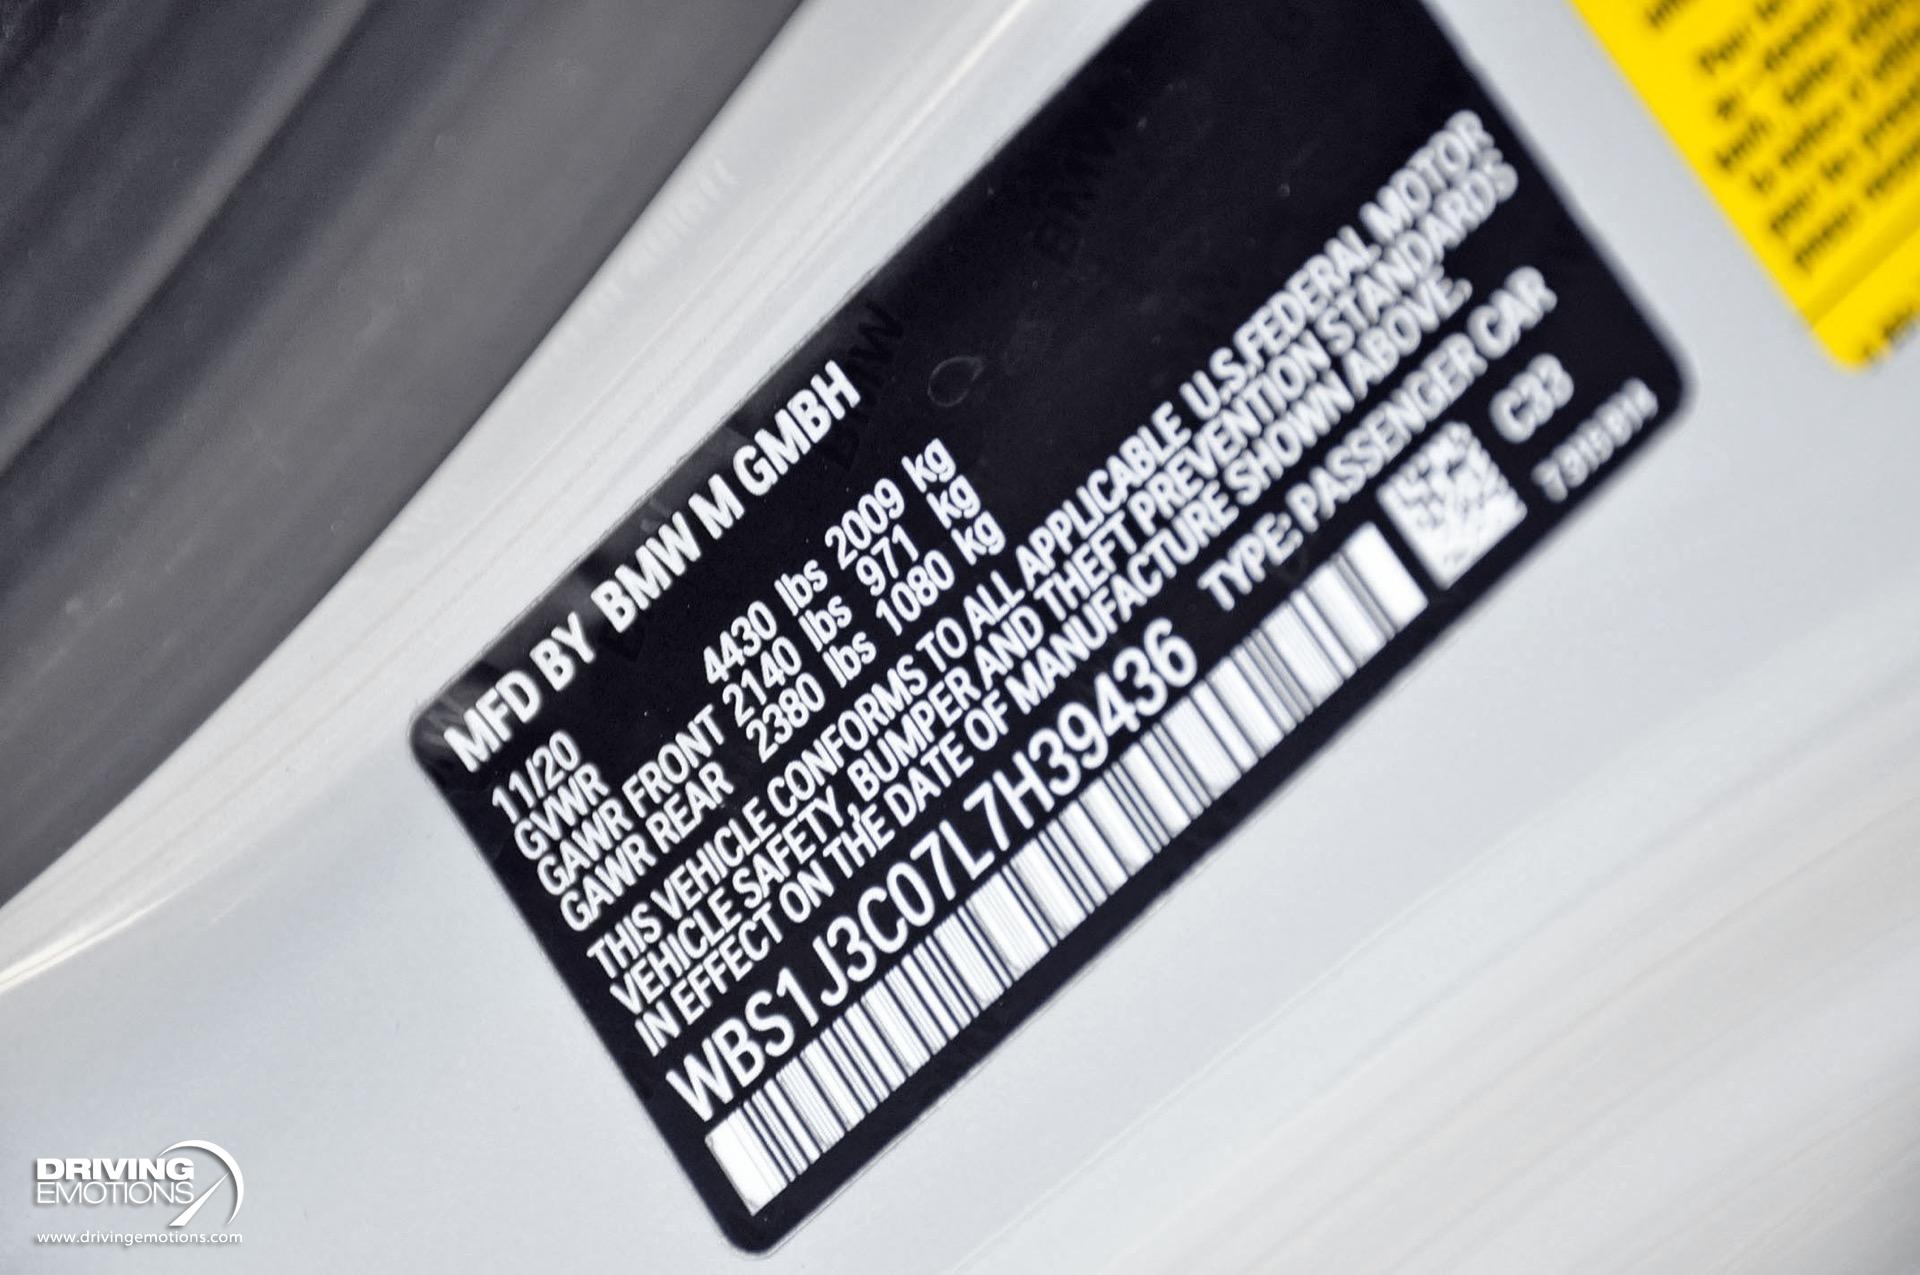 MFD BY BMW M GMBH
11/20
GVWR 4430 lbs 2009 kg
GAWR FRONT 2140 lbs 971 kg
GAWR REAR 2380 lbs 1080 kg
THIS VEHICLE CONFORMS TO ALL APPLICABLE U.S.FEDERAL MOTOR
VEHICLE SAFETY, BUMPER AND THEFT PREVENTION STANDARDS
IN EFFECT ON THE DATE OF MANUFACTURE SHOWN ABOVE.
WBS1J3C07L7H39436 TYPE: PASSENGER CAR
C33
DRIVING
EMOTIONS
www.drivingemotions.com